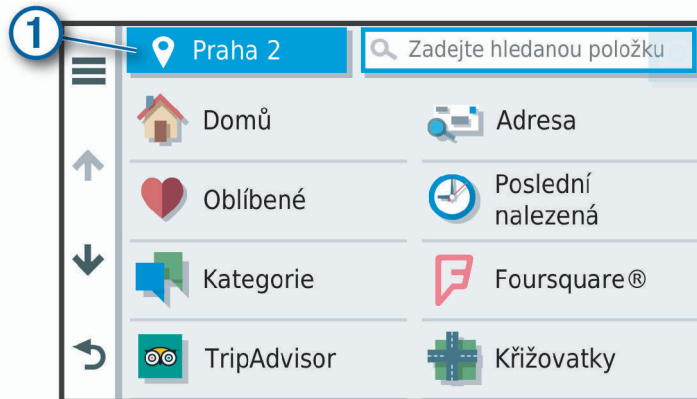 1
Praha 2
Zadejte hledanou položku
Domů
Adresa
Oblíbené
Poslední
nalezená
Kategorie
Foursquare®
TripAdvisor
Křižovatky